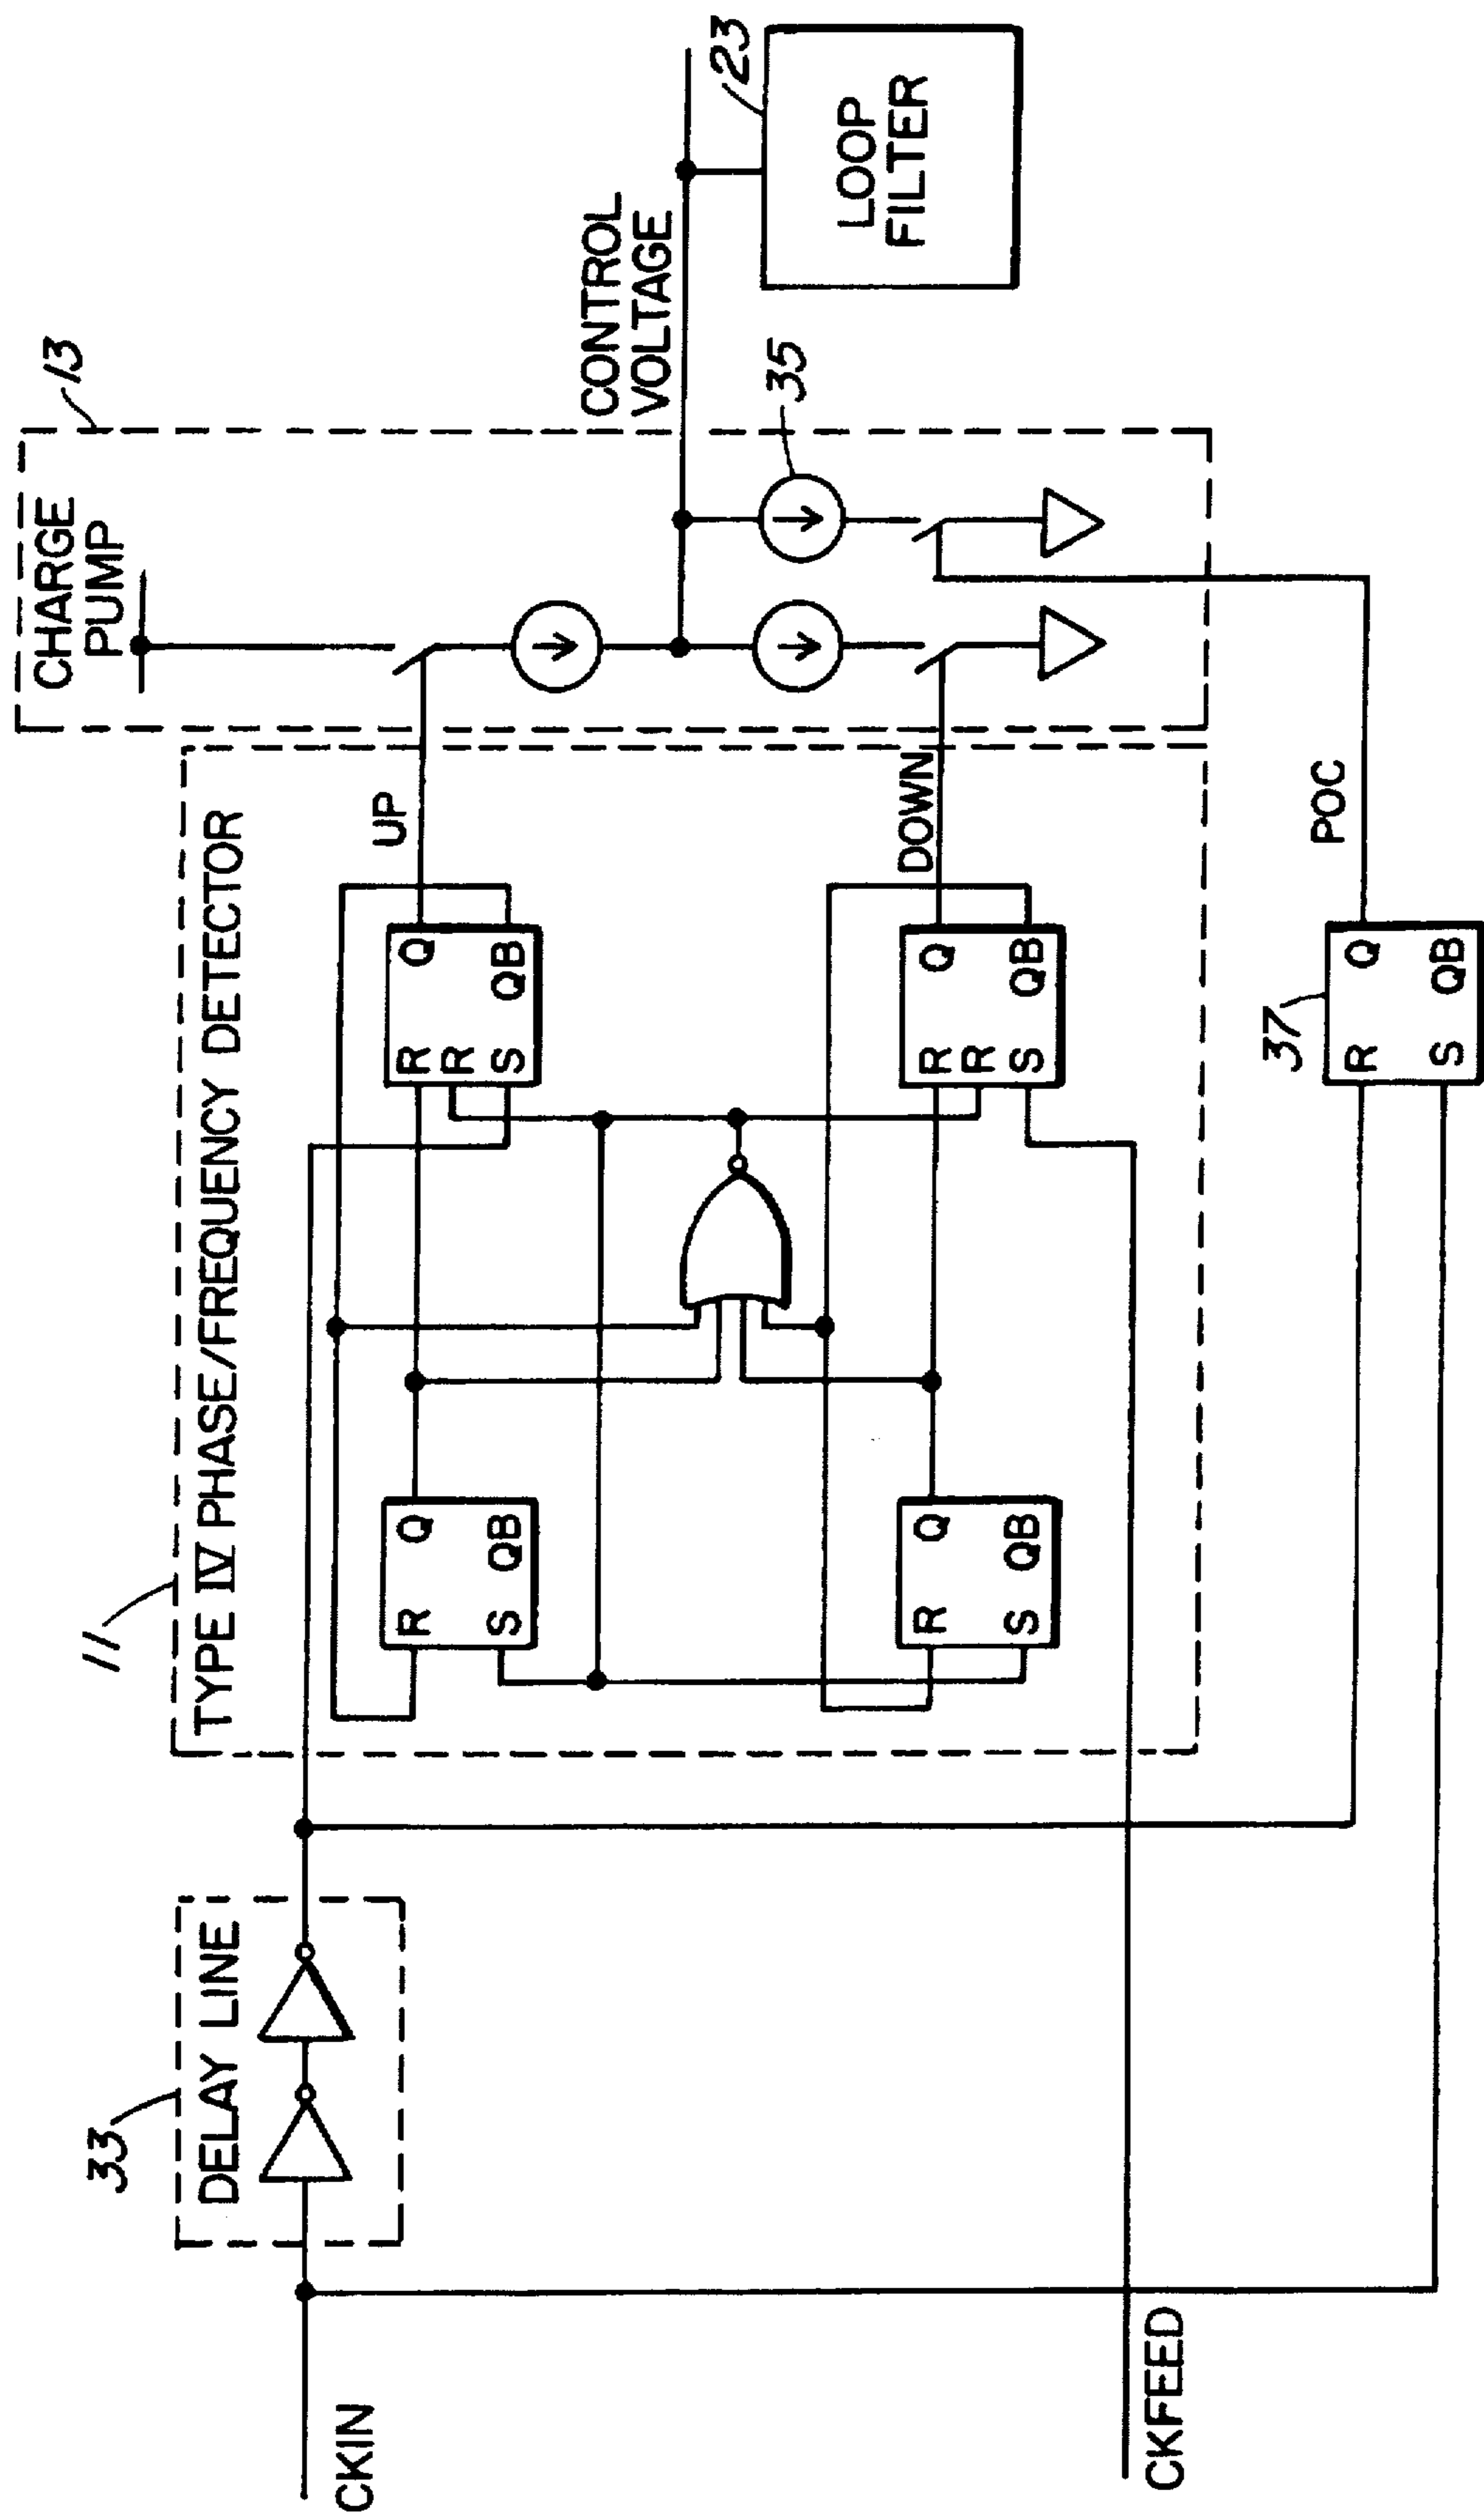 33
DELAY LINE
CKIN
CKFEED
11
TYPE IV PHASE/FREQUENCY DETECTOR
R Q
S QB
R Q
R
S QB
UP
R Q
S QB
R Q
R
S QB
DOWN
37
R Q
S QB
POC
13
CHARGE
PUMP
35
CONTROL
VOLTAGE
23
LOOP
FILTER